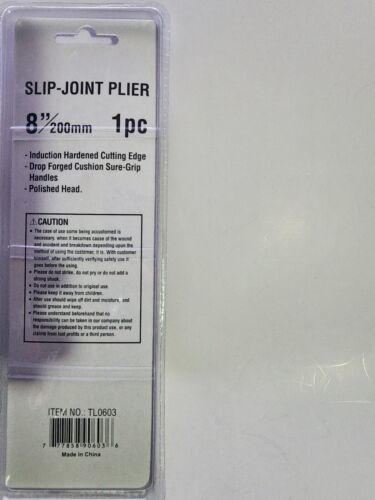 SLIP-JOINT PLIER
8"/200mm 1pc
- Induction Hardened Cutting Edge
- Drop Forged Cushion Sure-Grip
Handles
- Polished Head.
⚠CAUTION
● The case of use some being accustomed is
necessary. when it becomes cause of the wound
and accident and breakdown depending upon the
method of using the customer, it is. With customer
himself, after sufficiently verifying safety use it
goes before the using.
● Please do not strike, do not pry or do not add a
strong shock.
● Do not use in addition to original use.
● Please keep it away from children.
● After use should wipe off dirt and moisture, and
should grease and keep.
● Please understand beforehand that no
responsibility can be taken in our company about
the damage produced by this product use, or any
claims from lost profits or a third person.
ITEM NO.: TL0603
7 77858 90603 6
Made in China